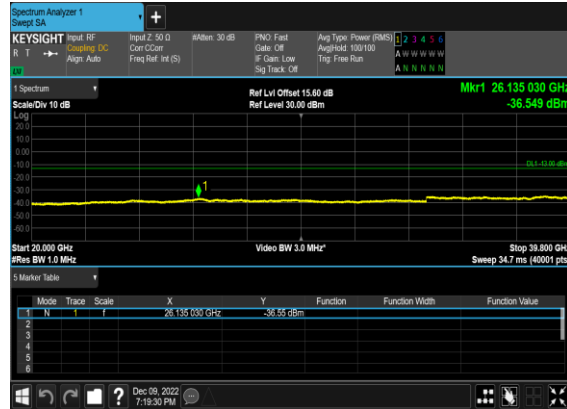 Spectrum Analyzer 1
Swept SA
+
KEYSIGHT Input: RF Input Z: 50 Ω #Atten: 30 dB PNO: Fast Avg Type: Power (RMS) 1 2 3 4 5 6
R T Coupling: DC Corr CCorr Gate: Off Avg|Hold: 100/100 A W W W W W
Align: Auto Freq Ref: Int (S) IF Gain: Low Trig: Free Run
Sig Track: Off A N N N N N
1 Spectrum Ref Lvl Offset 15.60 dB Mkr1 26.135 030 GHz
Scale/Div 10 dB Ref Level 30.00 dBm -36.549 dBm
Log
20.0
10.0
0.00
-10.0
DL1 -13.00 dBm
-20.0
-30.0
1
-40.0
-50.0
-60.0
Start 20.000 GHz Video BW 3.0 MHz* Stop 39.800 GHz
#Res BW 1.0 MHz Sweep 34.7 ms (40001 pts)
5 Marker Table
Mode Trace Scale X Y Function Function Width Function Value
1 N 1 f 26.135 030 GHz -36.55 dBm
2
3
4
5
6
? Dec 09, 2022
7:19:30 PM